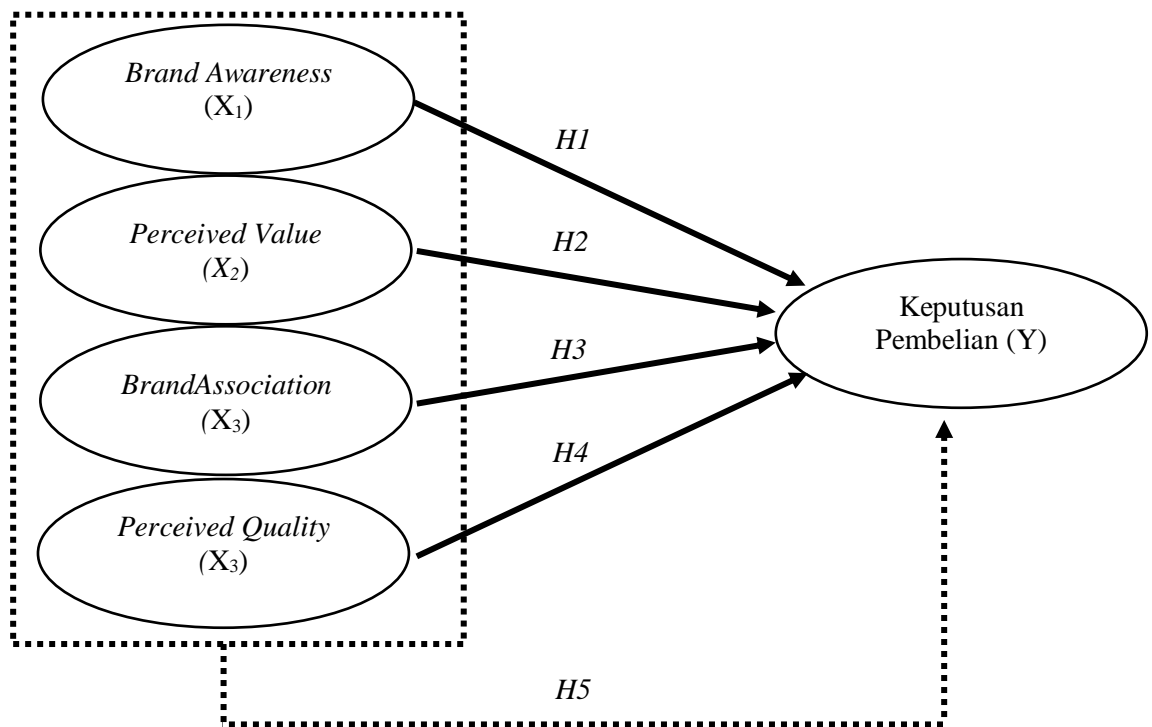 Brand Awareness
(X₁)
H1
Perceived Value
(X₂)
H2
Keputusan
Pembelian (Y)
BrandAssociation
(X₃)
H3
Perceived Quality
(X₃)
H4
H5